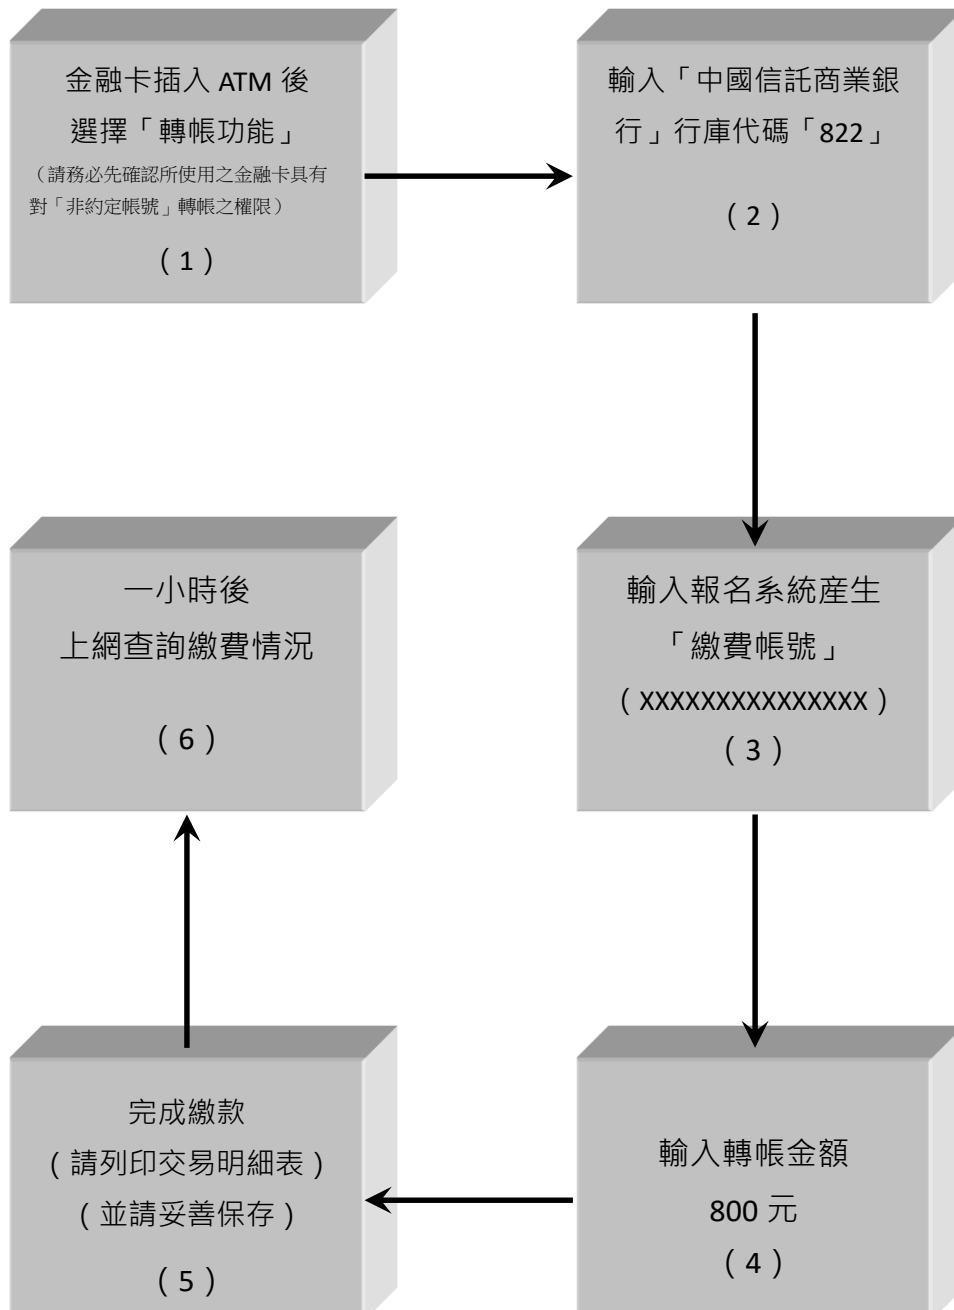 金融卡插入 ATM 後
選擇「轉帳功能」
（請務必先確認所使用之金融卡具有
對「非約定帳號」轉帳之權限）
（1）
輸入「中國信託商業銀
行」行庫代碼「822」
（2）
輸入報名系統産生
「繳費帳號」
（XXXXXXXXXXXXXXX）
（3）
輸入轉帳金額
800 元
（4）
完成繳款
（請列印交易明細表）
（並請妥善保存）
（5）
一小時後
上網查詢繳費情況
（6）